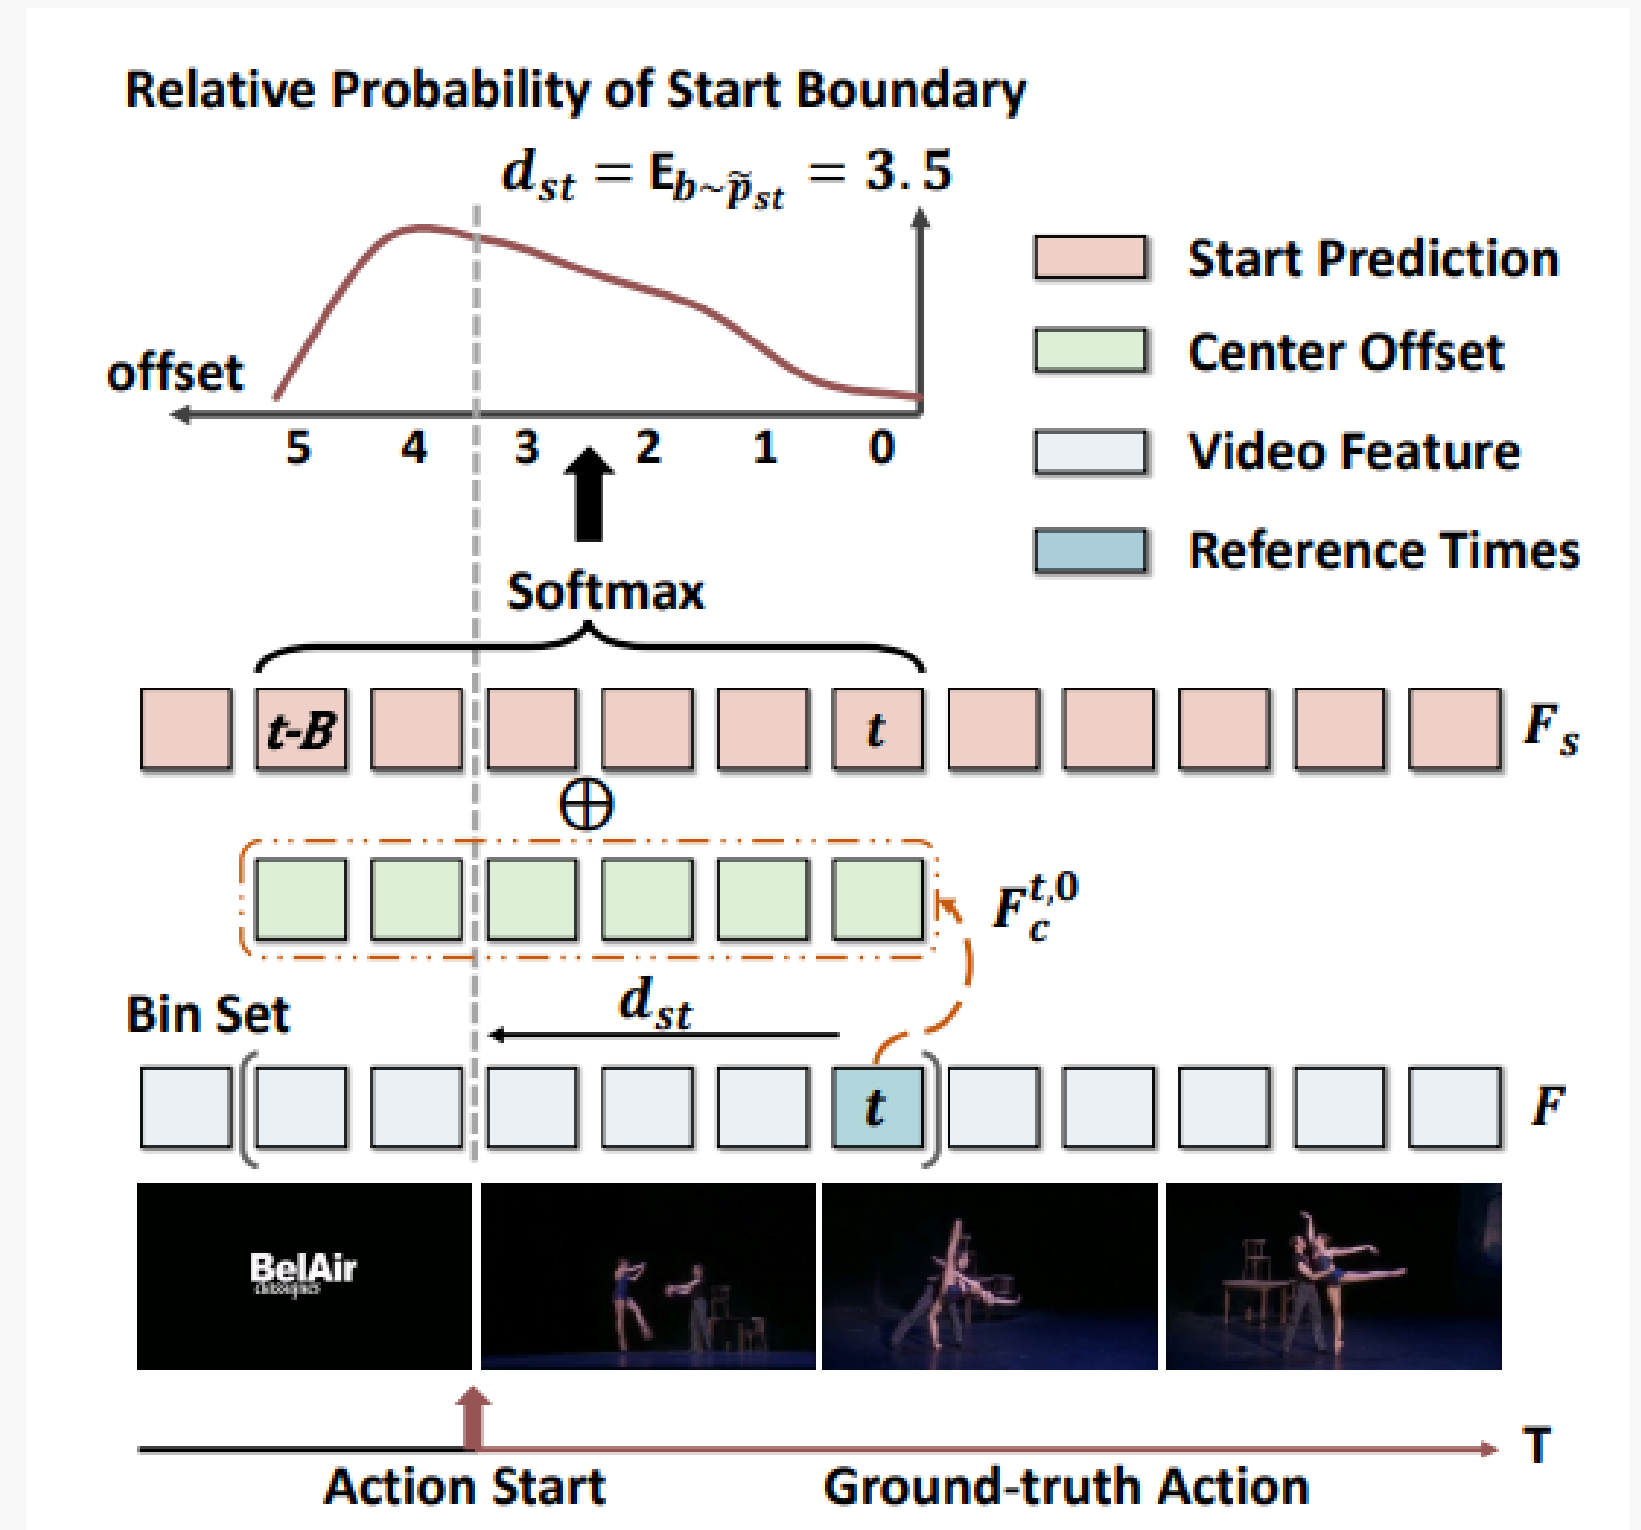 Relative Probability of Start Boundary
d_st = E_{b~p̃_st} = 3.5
Start Prediction
Center Offset
Video Feature
Reference Times
offset
5 4 3 2 1 0
Softmax
t-B t F_s
⊕
F_c^{t,0}
Bin Set
d_st
t F
BelAir
T
Action Start
Ground-truth Action